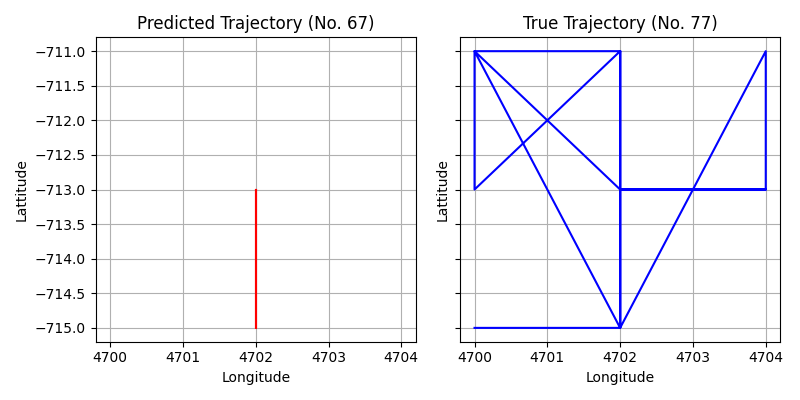 Predicted Trajectory (No. 67)
True Trajectory (No. 77)
Lattitude
−711.0
−711.5
−712.0
−712.5
−713.0
−713.5
−714.0
−714.5
−715.0
4700 4701 4702 4703 4704
Longitude
Lattitude
4700 4701 4702 4703 4704
Longitude